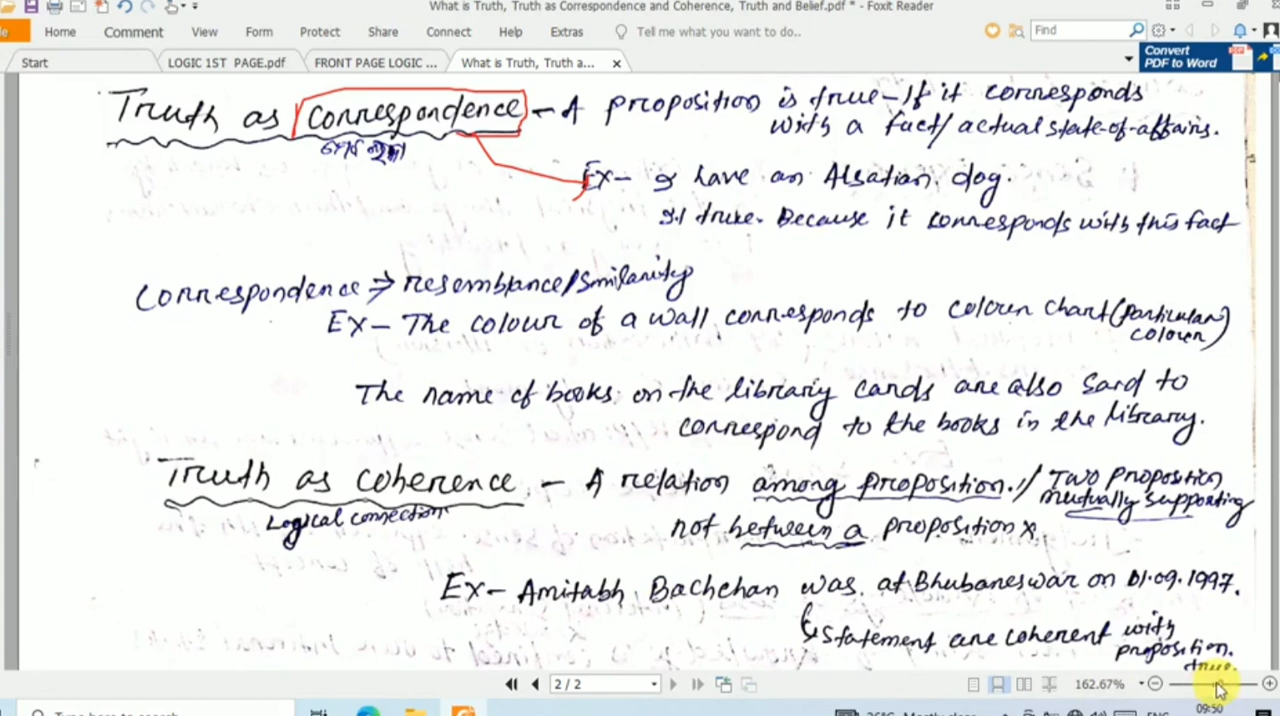 What is Truth, Truth as Correspondence and Coherence, Truth and Belief.pdf * - Foxit Reader
Home Comment View Form Protect Share Connect Help Extras Tell me what you want to do.. Find
Start LOGIC 1ST PAGE.pdf FRONT PAGE LOGIC ... What is Truth, Truth a... Convert
PDF to Word
Truth as correspondence - A proposition is true - If it corresponds
with a fact/actual state-of-affairs.
Ex- I have an Alsatian dog.
It true. Because it corresponds with this fact
Correspondence ⇒ resemblance/Similarity
Ex- The colour of a wall corresponds to colour chart (particular
colour)
The name of books on the library cards are also said to
correspond to the books in the library.
Truth as coherence - A relation among proposition. / Two proposition
mutually supporting
Logical connection
not between a proposition x
Ex- Amitabh Bachchan was at Bhubaneswar on 01.09.1997.
↳ Statement are coherent with
proposition.
true.
2 / 2 162.67%
09:50